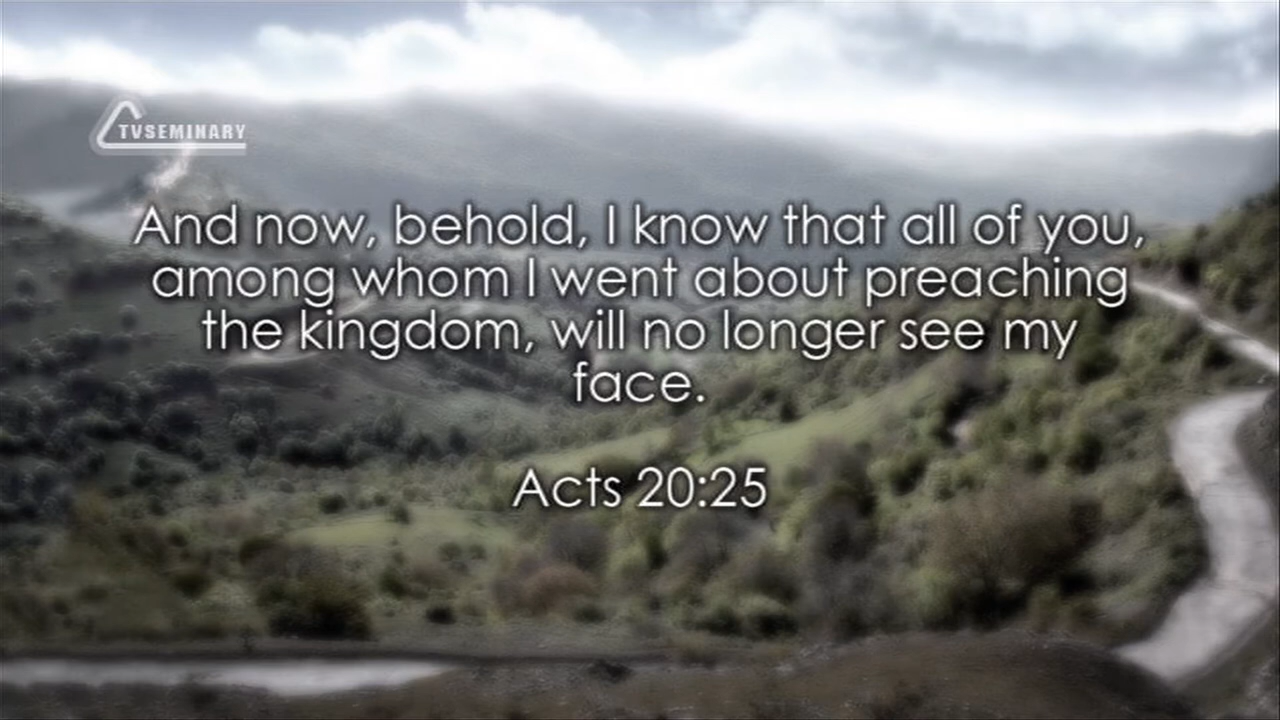 TVSEMINARY
And now, behold, I know that all of you,
among whom I went about preaching
the kingdom, will no longer see my
face.
Acts 20:25